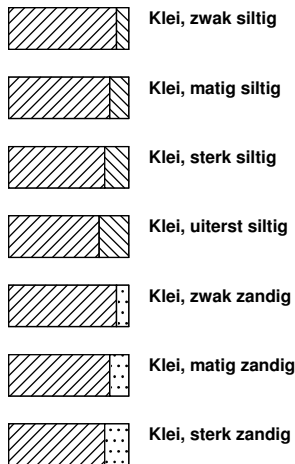 Klei, zwak siltig
Klei, matig siltig
Klei, sterk siltig
Klei, uiterst siltig
Klei, zwak zandig
Klei, matig zandig
Klei, sterk zandig